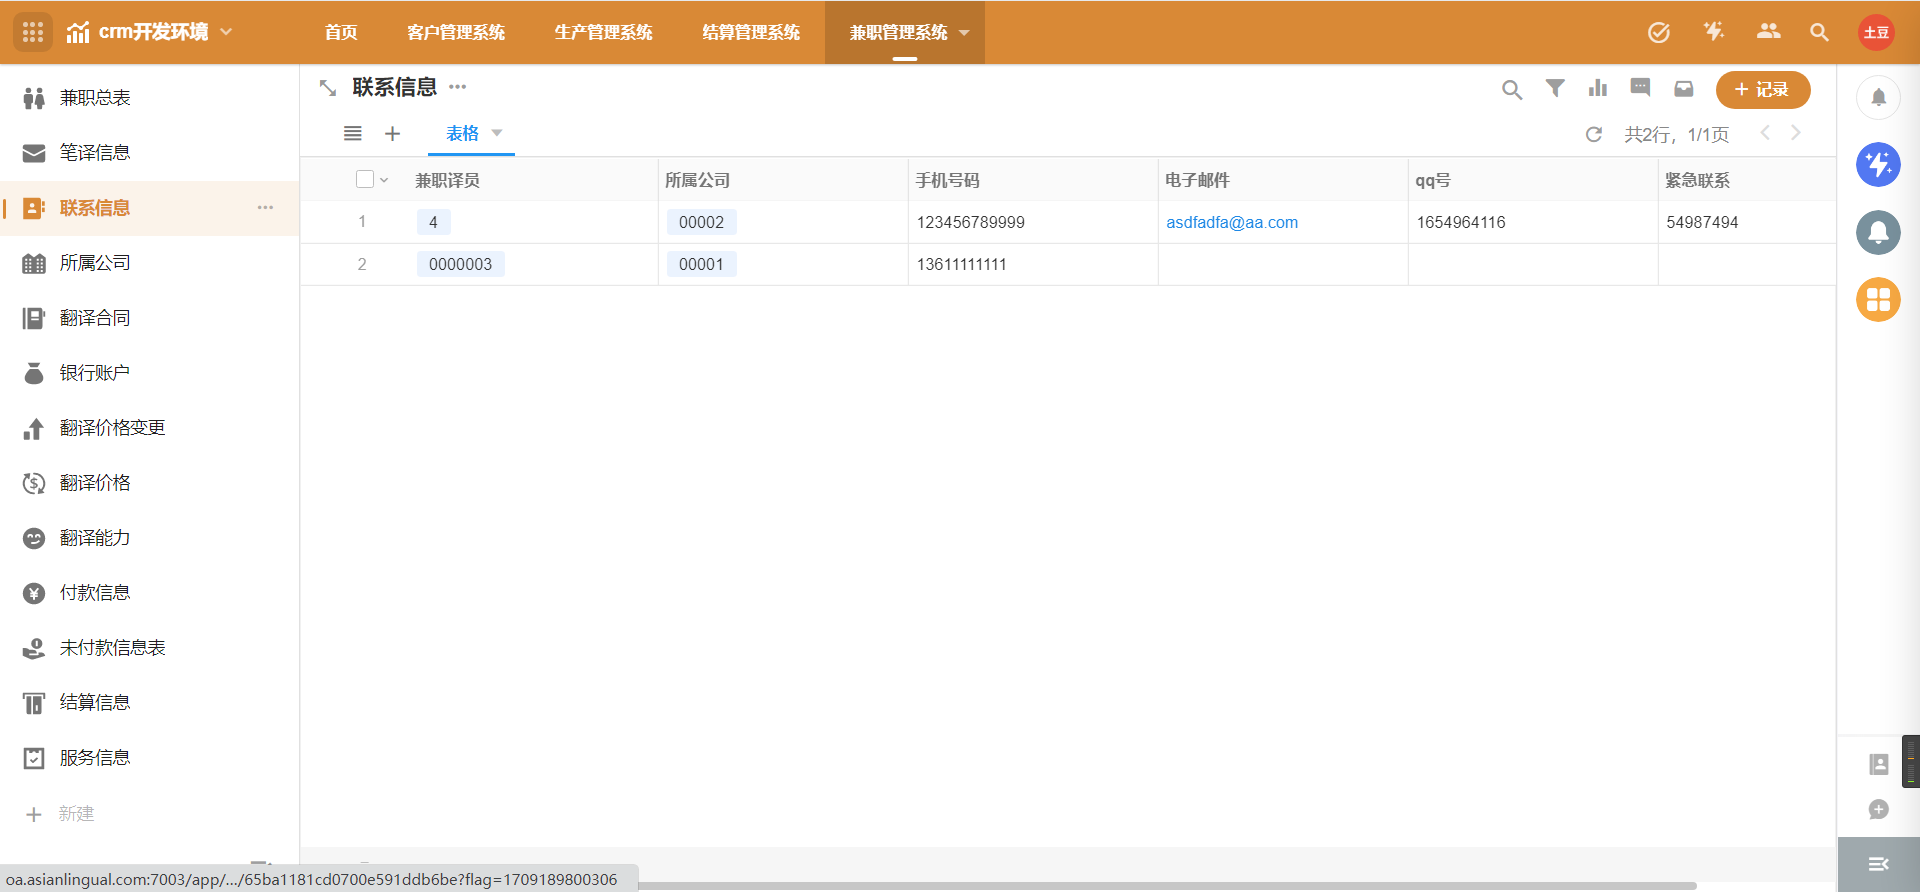 crm开发环境
首页
客户管理系统
生产管理系统
结算管理系统
兼职管理系统
土豆
兼职总表
笔译信息
联系信息
所属公司
翻译合同
银行账户
翻译价格变更
翻译价格
翻译能力
付款信息
未付款信息表
结算信息
服务信息
新建
联系信息
记录
表格
共2行，1/1页
兼职译员 所属公司 手机号码 电子邮件 qq号 紧急联系
1 4 00002 123456789999 asdfadfa@aa.com 1654964116 54987494
2 0000003 00001 13611111111
oa.asianlingual.com:7003/app/.../65ba1181cd0700e591ddb6be?flag=1709189800306